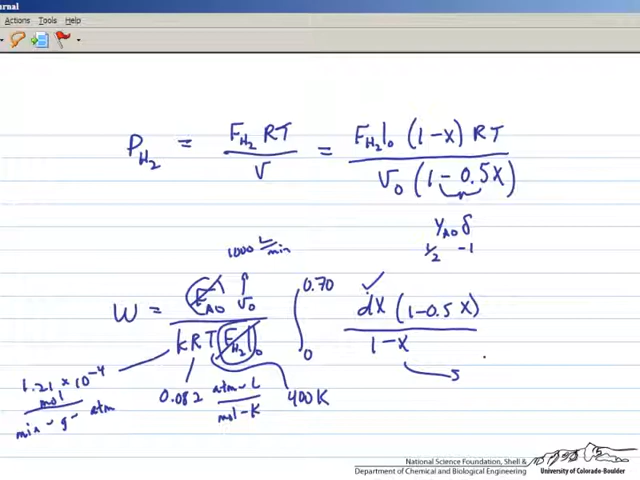 urnal
Actions Tools Help
P_H₂ = F_H₂ RT / v = F_H₂|₀ (1-x) RT / v₀ (1 - 0.5x)
y_A0 δ
1/2 -1
1000 L/min
W = F_A0 v₀ / kRT F_H₂|₀ ∫₀^0.70 dx (1-0.5x) / 1-x
1.21 × 10⁻⁴ mol / min-g-atm
0.082 atm-L / mol-K
400K
National Science Foundation, Shell &
Department of Chemical and Biological Engineering
University of Colorado-Boulder